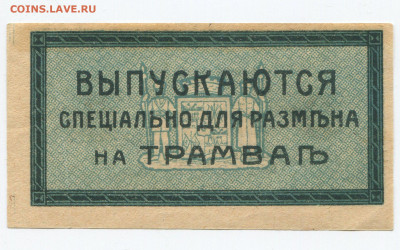 COINS.LAVE.RU
ВЫПУСКАЮТСЯ
СПЕЦІАЛЬНО ДЛЯ РАЗМѢНА
НА ТРАМВАѢ